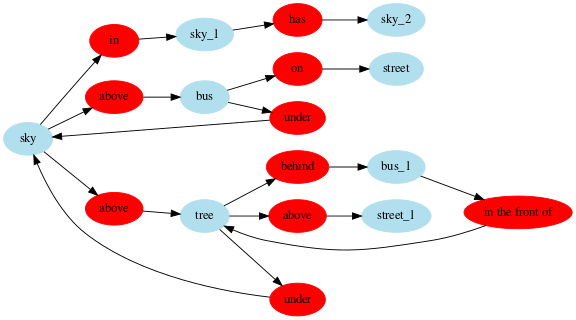 has
sky_2
sky_1
in
on
street
above
bus
under
sky
behind
bus_1
above
tree
above
street_1
in the front of
under